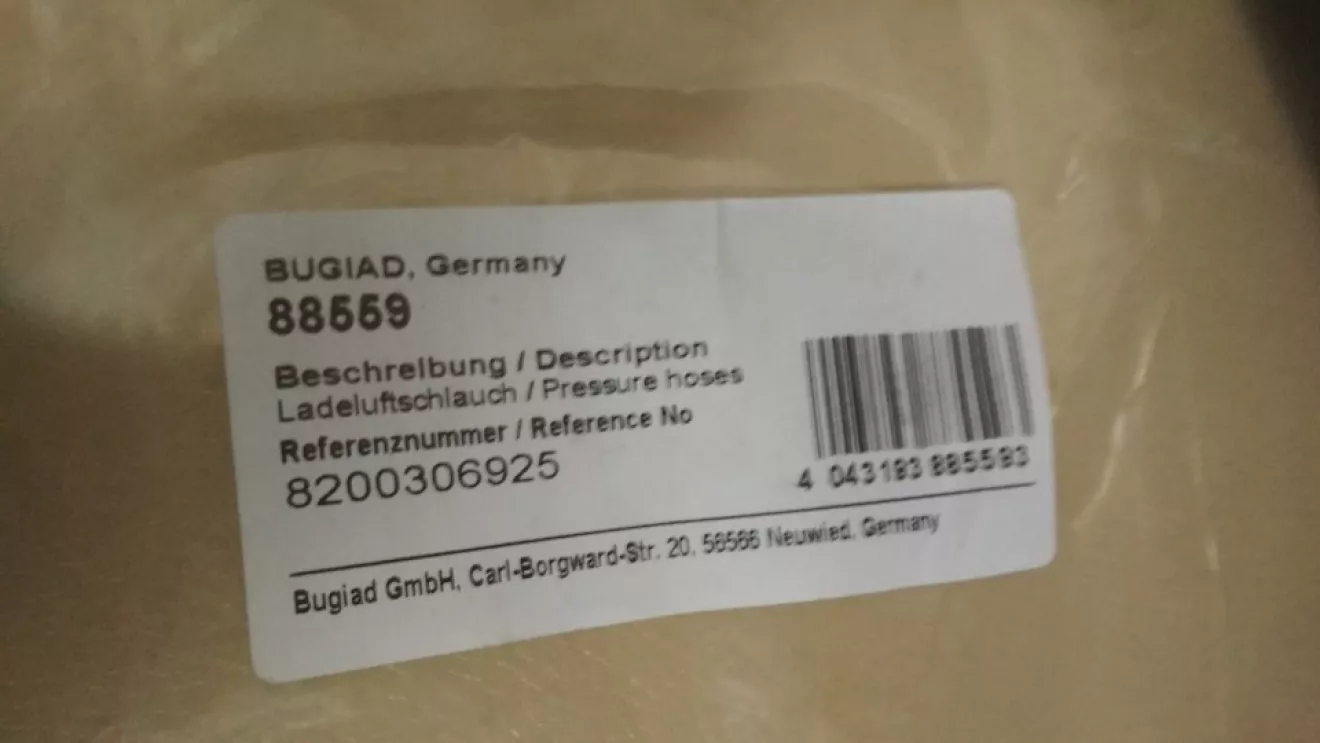 BUGIAD, Germany
88559
Beschreibung / Description
Ladeluftschlauch / Pressure hoses
Referenznummer / Reference No
8200306925
4 043193 885593
Bugiad GmbH, Carl-Borgward-Str. 20, 56566 Neuwied, Germany